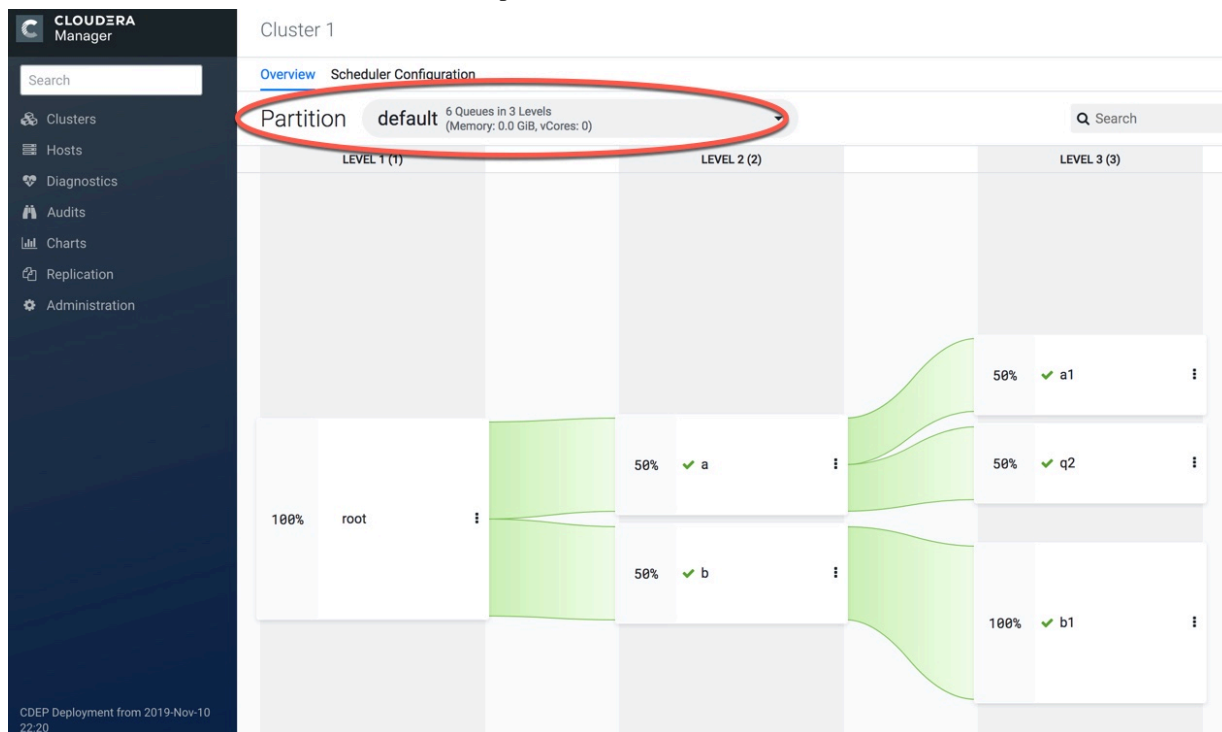 C CLOUDERA
Manager
Search
Clusters
Hosts
Diagnostics
Audits
Charts
Replication
Administration
CDEP Deployment from 2019-Nov-10
22:20
Cluster 1
Overview Scheduler Configuration
Partition default 6 Queues in 3 Levels
(Memory: 0.0 GiB, vCores: 0)
Search
LEVEL 1 (1) LEVEL 2 (2) LEVEL 3 (3)
50% a1
50% a
50% q2
100% root
50% b
100% b1